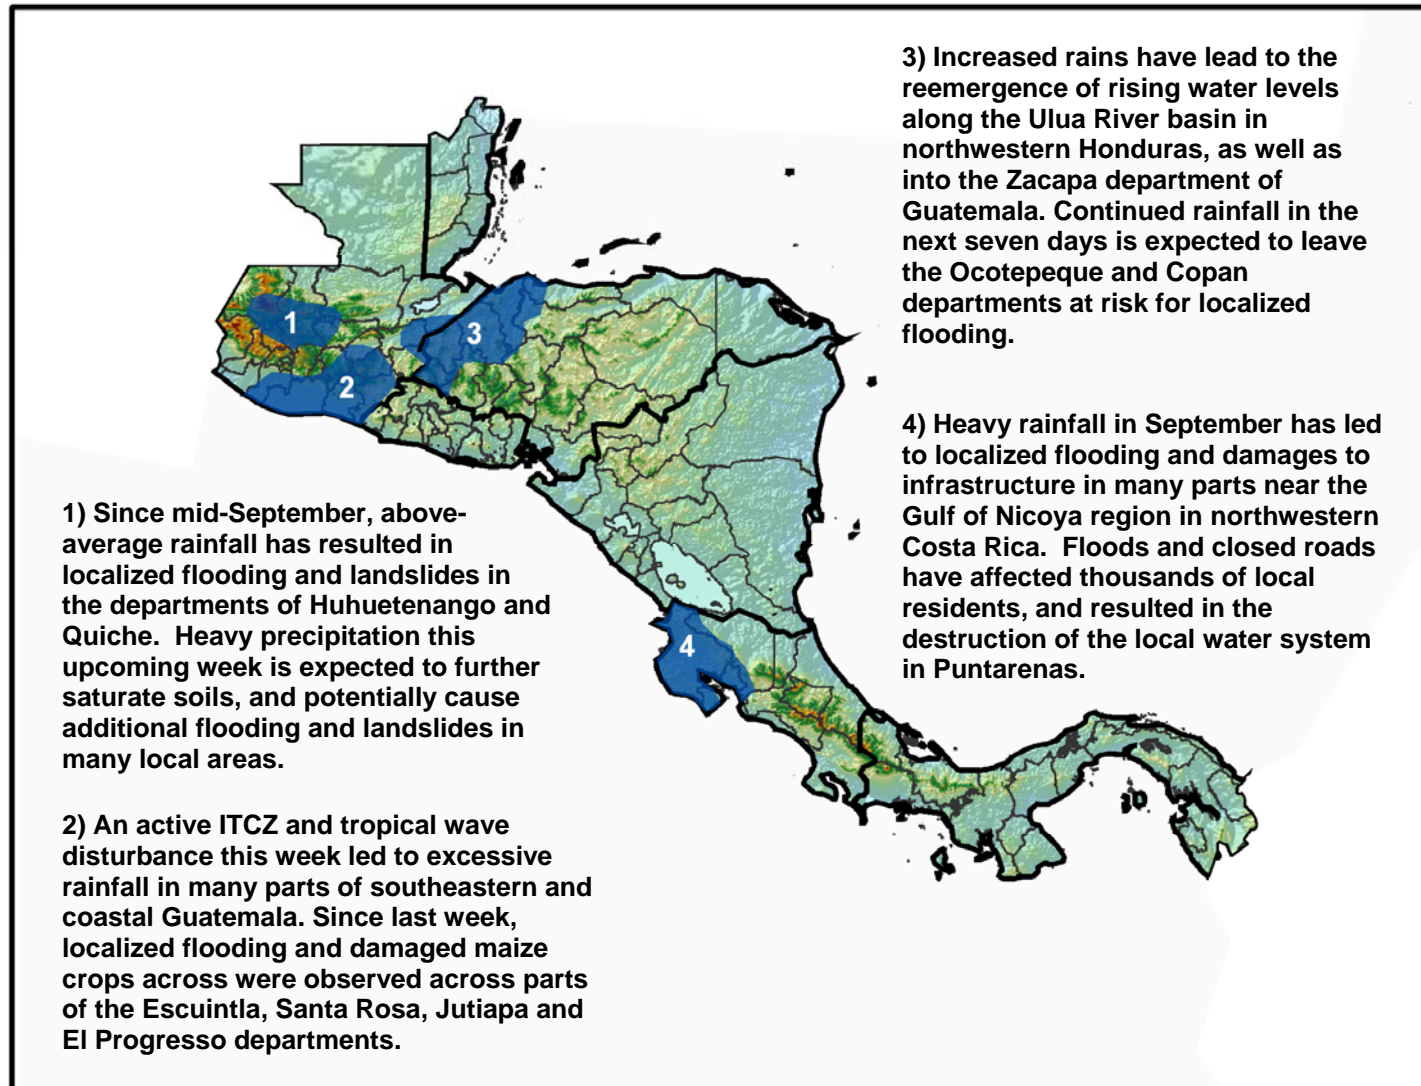 3) Increased rains have lead to the
reemergence of rising water levels
along the Ulua River basin in
northwestern Honduras, as well as
into the Zacapa department of
Guatemala. Continued rainfall in the
next seven days is expected to leave
the Ocotepeque and Copan
departments at risk for localized
flooding.
1
3
2
4) Heavy rainfall in September has led
to localized flooding and damages to
infrastructure in many parts near the
Gulf of Nicoya region in northwestern
Costa Rica.  Floods and closed roads
have affected thousands of local
residents, and resulted in the
destruction of the local water system
in Puntarenas.
1) Since mid-September, above-
average rainfall has resulted in
localized flooding and landslides in
the departments of Huhuetenango and
Quiche.  Heavy precipitation this
upcoming week is expected to further
saturate soils, and potentially cause
additional flooding and landslides in
many local areas.
4
2) An active ITCZ and tropical wave
disturbance this week led to excessive
rainfall in many parts of southeastern and
coastal Guatemala. Since last week,
localized flooding and damaged maize
crops across were observed across parts
of the Escuintla, Santa Rosa, Jutiapa and
El Progresso departments.